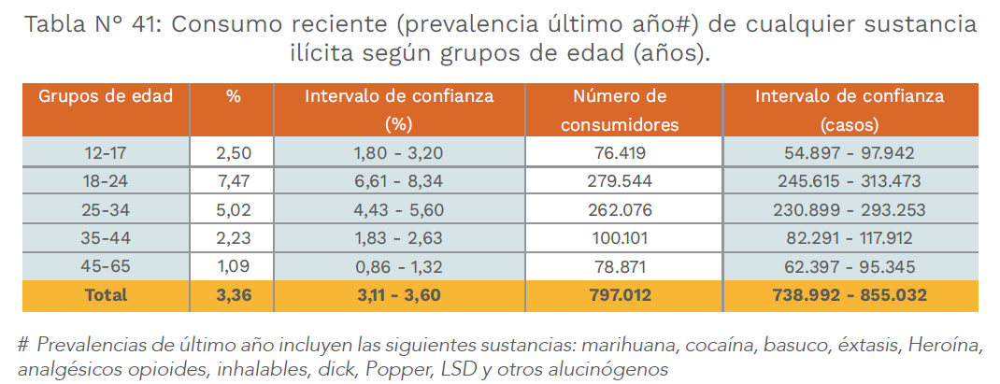 Tabla N° 41: Consumo reciente (prevalencia último año#) de cualquier sustancia
ilícita según grupos de edad (años).
Grupos de edad % Intervalo de confianza (%) Número de consumidores Intervalo de confianza (casos)
12-17 2,50 1,80 - 3,20 76.419 54.897 - 97.942
18-24 7,47 6,61 - 8,34 279.544 245.615 - 313.473
25-34 5,02 4,43 - 5,60 262.076 230.899 - 293.253
35-44 2,23 1,83 - 2,63 100.101 82.291 - 117.912
45-65 1,09 0,86 - 1,32 78.871 62.397 - 95.345
Total 3,36 3,11 - 3,60 797.012 738.992 - 855.032
# Prevalencias de último año incluyen las siguientes sustancias: marihuana, cocaína, basuco, éxtasis, Heroína,
analgésicos opioides, inhalables, dick, Popper, LSD y otros alucinógenos